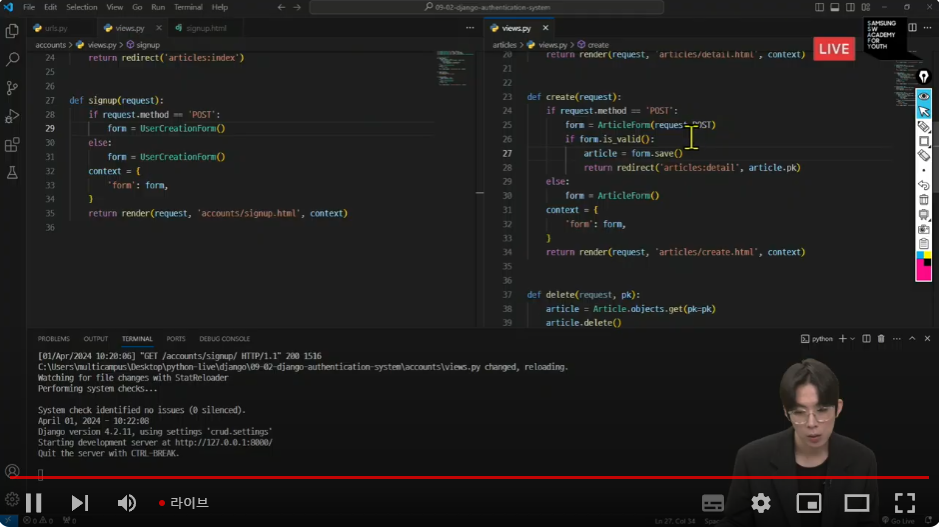 File Edit Selection View Go Run Terminal Help
09-02-django-authentication-system
urls.py views.py signup.html
accounts > views.py > signup
24 return redirect('articles:index')
25
26
27 def signup(request):
28 if request.method == 'POST':
29 form = UserCreationForm()
30 else:
31 form = UserCreationForm()
32 context = {
33 'form': form,
34 }
35 return render(request, 'accounts/signup.html', context)
36
views.py
articles > views.py > create
20 return render(request, 'articles/detail.html', context)
21
22
23 def create(request):
24 if request.method == 'POST':
25 form = ArticleForm(request.POST)
26 if form.is_valid():
27 article = form.save()
28 return redirect('articles:detail', article.pk)
29 else:
30 form = ArticleForm()
31 context = {
32 'form': form,
33 }
34 return render(request, 'articles/create.html', context)
35
36
37 def delete(request, pk):
38 article = Article.objects.get(pk=pk)
39 article.delete()
LIVE
SAMSUNG
SW
ACADEMY
FOR
YOUTH
PROBLEMS OUTPUT TERMINAL PORTS DEBUG CONSOLE
python
[01/Apr/2024 10:20:06] "GET /accounts/signup/ HTTP/1.1" 200 1516
C:\Users\multicampus\Desktop\python-live\django\09-02-django-authentication-system\accounts\views.py changed, reloading.
Watching for file changes with StatReloader
Performing system checks...
System check identified no issues (0 silenced).
April 01, 2024 - 10:22:08
Django version 4.2.11, using settings 'crud.settings'
Starting development server at http://127.0.0.1:8000/
Quit the server with CTRL-BREAK.
라이브
0 0 0
Ln 27, Col 34
Go Live